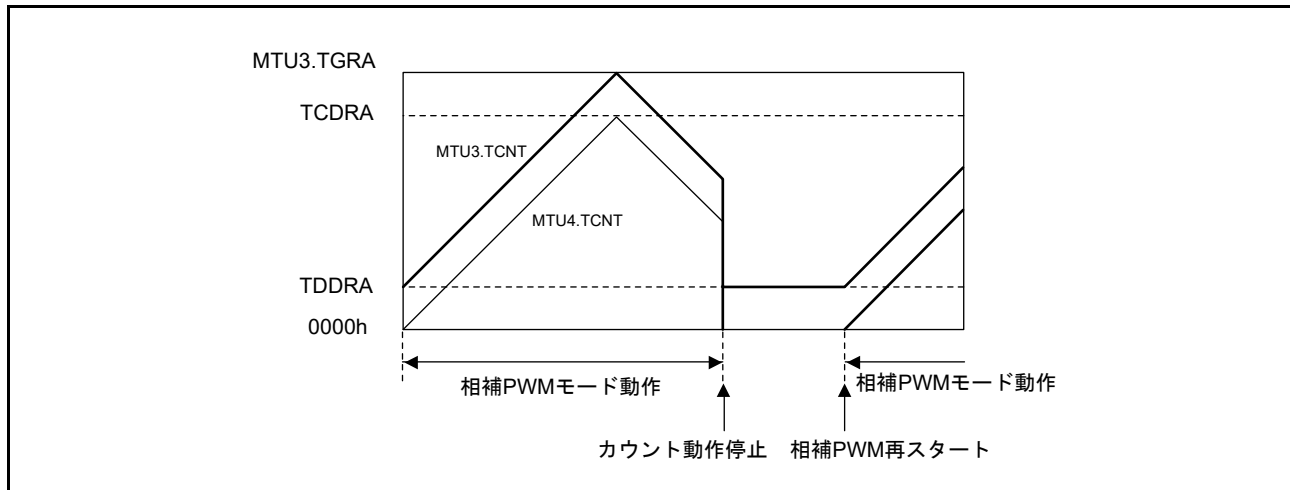 MTU3.TGRA
TCDRA
MTU3.TCNT
MTU4.TCNT
TDDRA
0000h
相補PWMモード動作
相補PWMモード動作
カウント動作停止
相補PWM再スタート